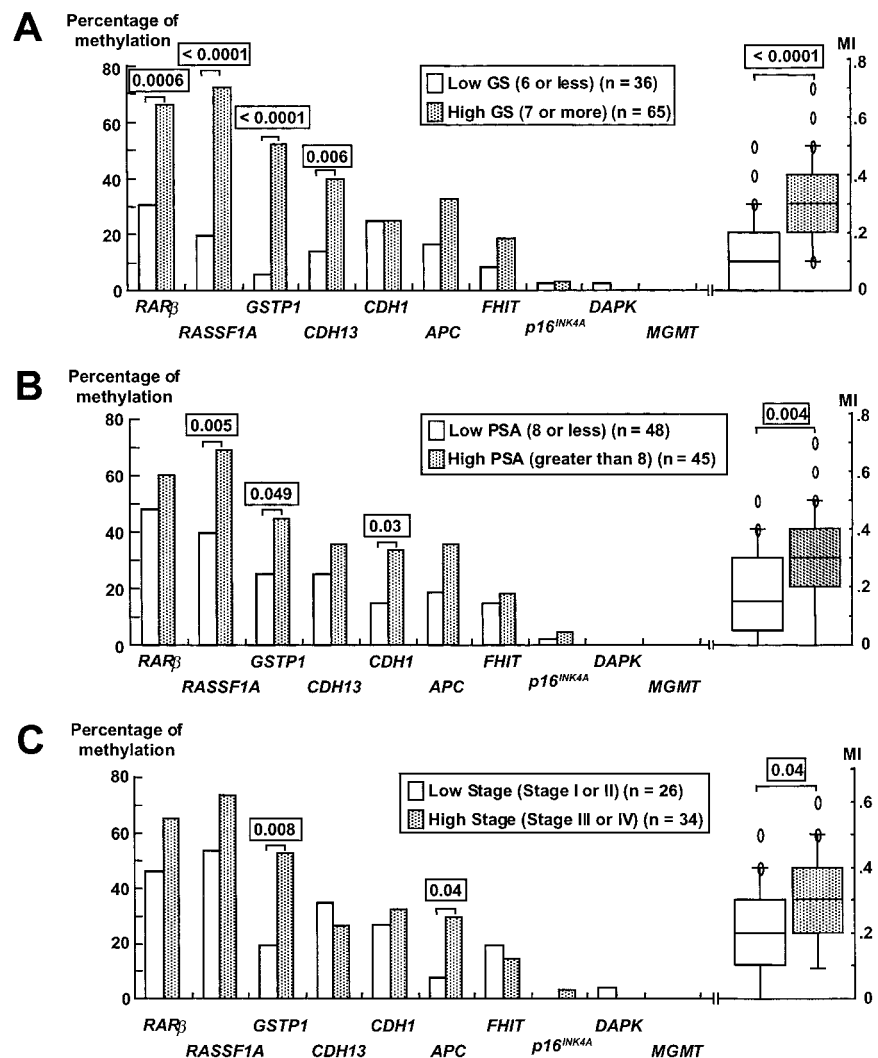 A
Percentage of
methylation
< 0.0001
MI
< 0.0001
.8
80
0.0006
Low GS (6 or less) (n = 36)
High GS (7 or more) (n = 65)
< 0.0001
60
.6
0.006
40
.4
20
.2
0
0
RARβ
GSTP1
CDH1
FHIT
DAPK
RASSF1A
CDH13
APC
p16INK4A
MGMT
B
Percentage of
methylation
MI
80
0.005
Low PSA (8 or less) (n = 48)
High PSA (greater than 8) (n = 45)
0.004
.8
60
0.049
.6
40
0.03
.4
20
.2
0
0
RARβ
GSTP1
CDH1
FHIT
DAPK
RASSF1A
CDH13
APC
p16INK4A
MGMT
C
Percentage of
methylation
MI
80
Low Stage (Stage I or II) (n = 26)
High Stage (Stage III or IV) (n = 34)
0.04
.6
60
0.008
40
0.04
.4
20
.2
0
0
RARβ
GSTP1
CDH1
FHIT
DAPK
RASSF1A
CDH13
APC
p16INK4A
MGMT